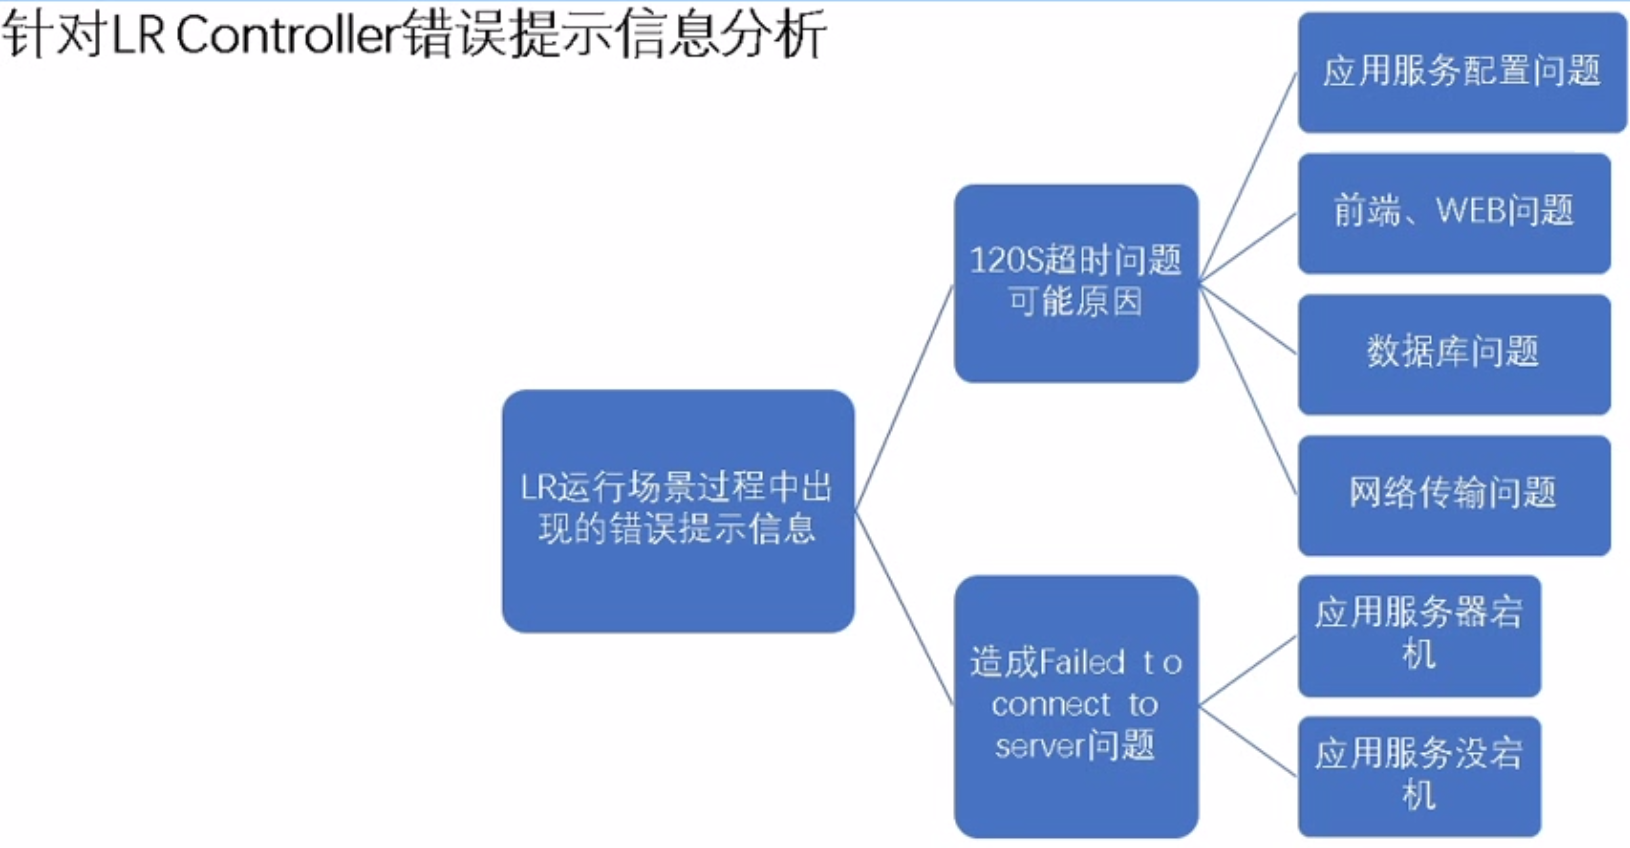 针对LR Controller错误提示信息分析
LR运行场景过程中出
现的错误提示信息
120S超时问题
可能原因
应用服务配置问题
前端、WEB问题
数据库问题
网络传输问题
造成Failed to
connect to
server问题
应用服务器宕
机
应用服务没宕
机